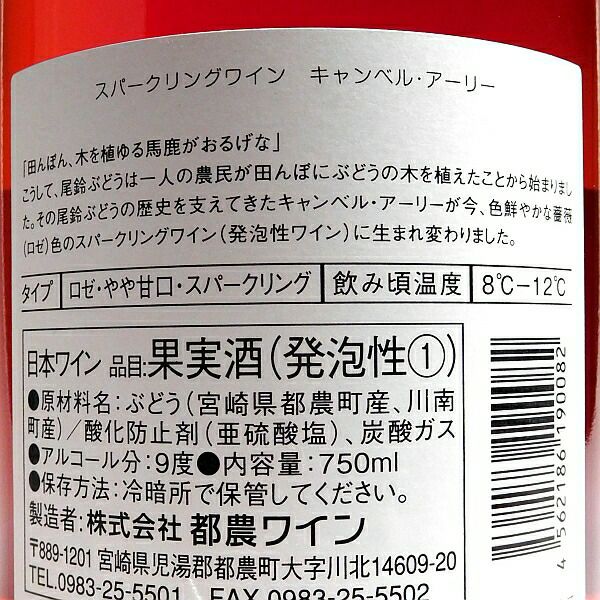 スパークリングワイン　キャンベル・アーリー
「田んぼん、木を植ゆる馬鹿がおるげな」
こうして、尾鈴ぶどうは一人の農民が田んぼにぶどうの木を植えたことから始まりまし
た。その尾鈴ぶどうの歴史を支えてきたキャンベル・アーリーが今、色鮮やかな薔薇
(ロゼ)色のスパークリングワイン(発泡性ワイン)に生まれ変わりました。
タイプ ロゼ・やや甘口・スパークリング 飲み頃温度 8℃−12℃
日本ワイン 品目:果実酒(発泡性①)
●原材料名:ぶどう(宮崎県都農町産、川南
町産)/酸化防止剤(亜硫酸塩)、炭酸ガス
●アルコール分:9度●内容量:750ml
●保存方法:冷暗所で保管してください。
製造者:株式会社 都農ワイン
〒889-1201 宮崎県児湯郡都農町大字川北14609-20
TEL.0983-25-5501 FAX.0983-25-5502
4 562186 190082